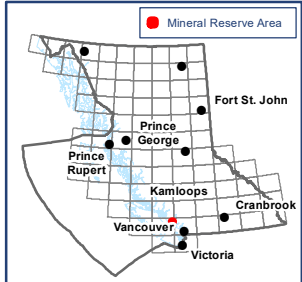 Mineral Reserve Area
Fort St. John
Prince
George
Prince
Rupert
Kamloops
Cranbrook
Vancouver
Victoria